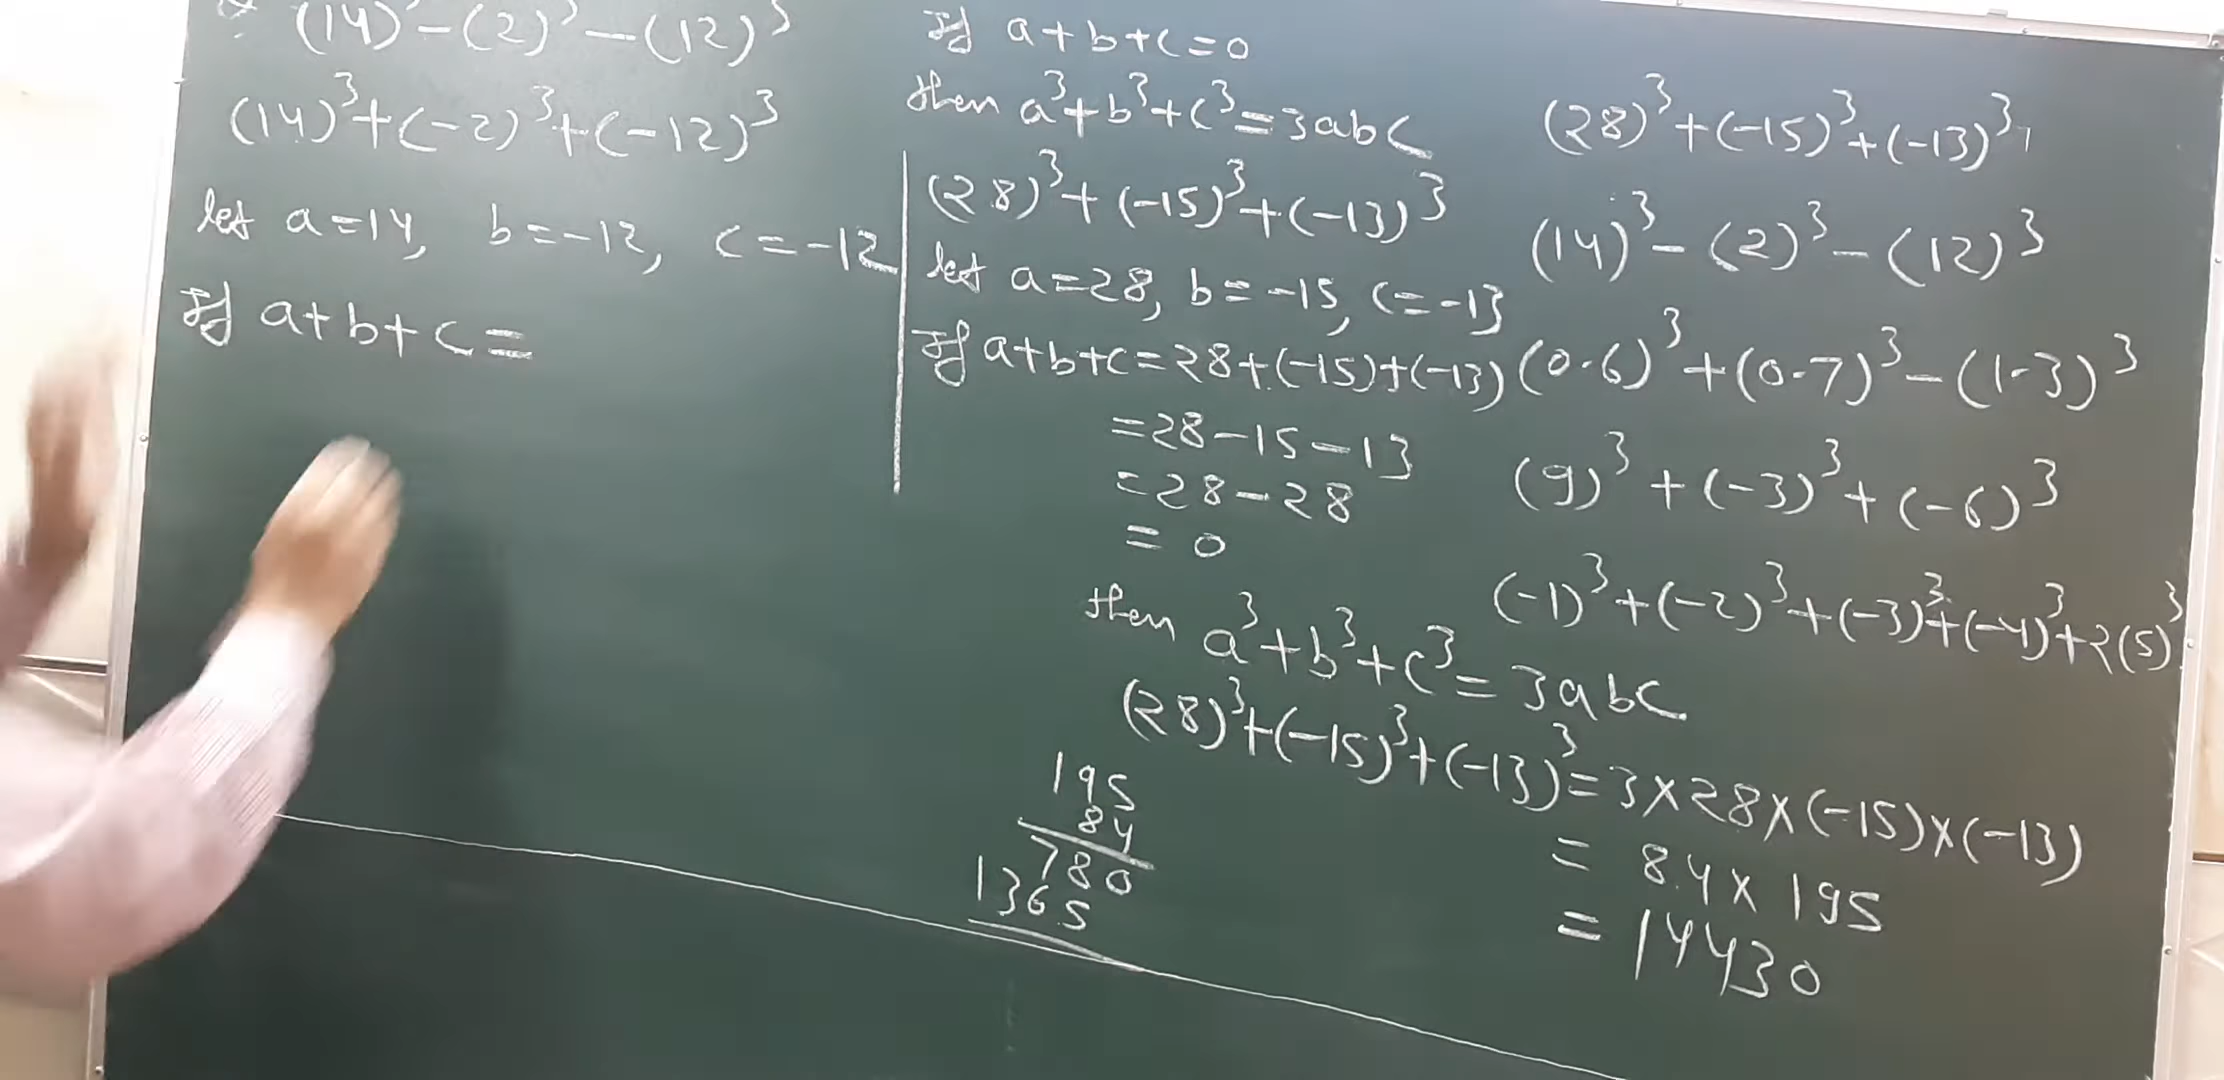 (14)³-(2)³-(12)³
(14)³+(-2)³+(-12)³
let a=14, b=-12, c=-12
If a+b+c=
If a+b+c=0
then a³+b³+c³=3abc
(28)³+(-15)³+(-13)³
let a=28, b=-15, c=-13
If a+b+c=28+(-15)+(-13)
=28-15-13
=28-28
=0
then a³+b³+c³=3abc
(28)³+(-15)³+(-13)³=3×28×(-15)×(-13)
=84×195
=14430
195
84
780
1365
(28)³+(-15)³+(-13)³,
(14)³-(2)³-(12)³
(0.6)³+(0.7)³-(1.3)³
(9)³+(-3)³+(-6)³
(-1)³+(-2)³+(-3)³+(-4)³+2(5)³